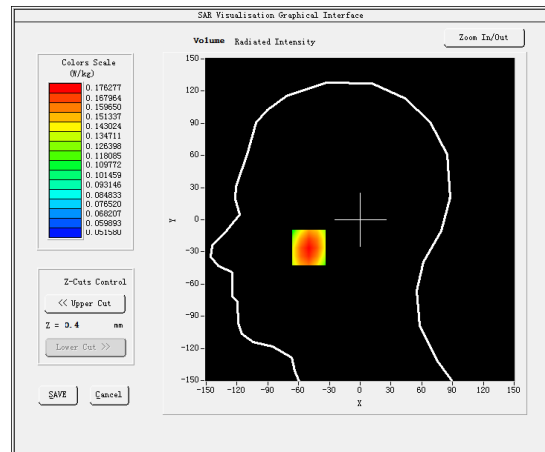 SAR Visualisation Graphical Interface
Volume Radiated Intensity
Zoom In/Out
Colors Scale
(W/kg)
0.176277
0.167964
0.159650
0.151337
0.143024
0.134711
0.126398
0.118085
0.109772
0.101459
0.093146
0.084833
0.076520
0.068207
0.059893
0.051580
Z-Cuts Control
<< Upper Cut
Z = 0.4 mm
Lower Cut >>
SAVE Cancel
150
120
90
60
30
0
-30
-60
-90
-120
-150
Y
-150 -120 -90 -60 -30 0 30 60 90 120 150
X